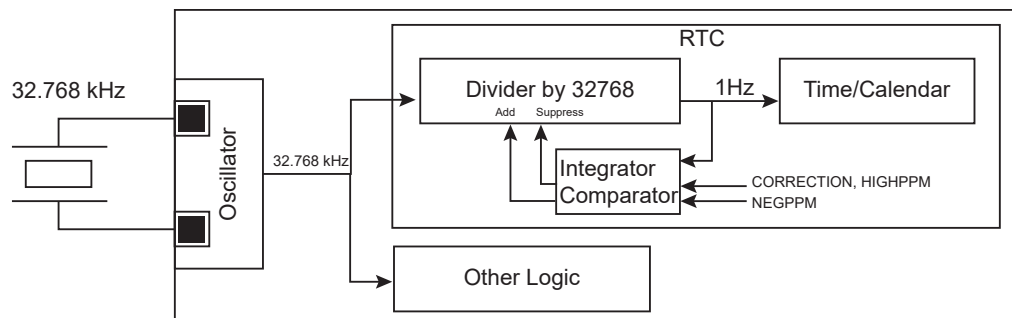 RTC
32.768 kHz
Divider by 32768
Add Suppress
1Hz
Time/Calendar
Oscillator
32.768 kHz
Integrator
Comparator
CORRECTION, HIGHPPM
NEGPPM
Other Logic